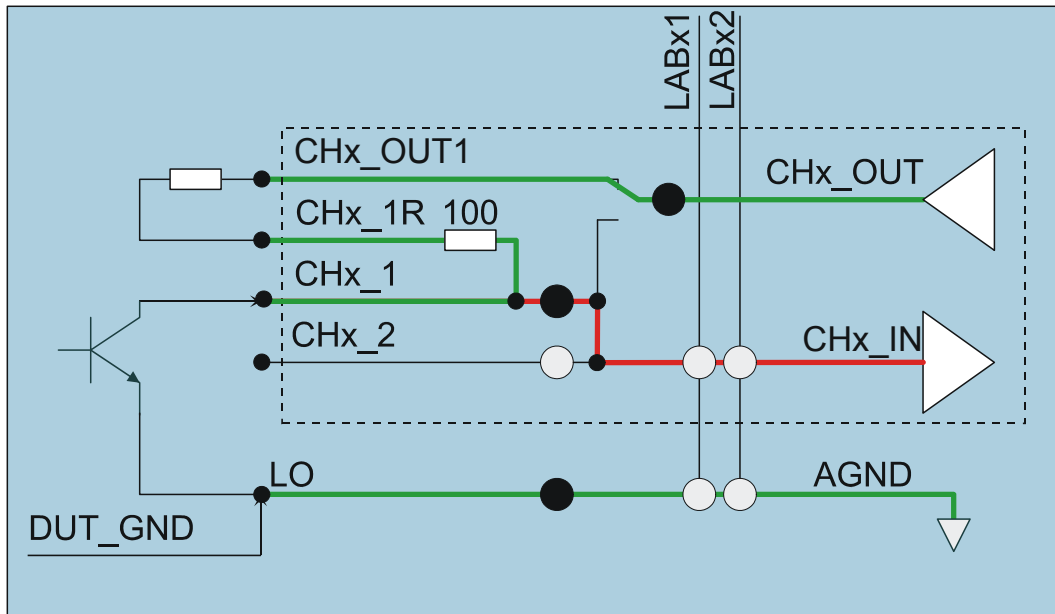 LABx1
LABx2
CHx_OUT1
CHx_OUT
CHx_1R 100
CHx_1
CHx_2
CHx_IN
LO
AGND
DUT_GND